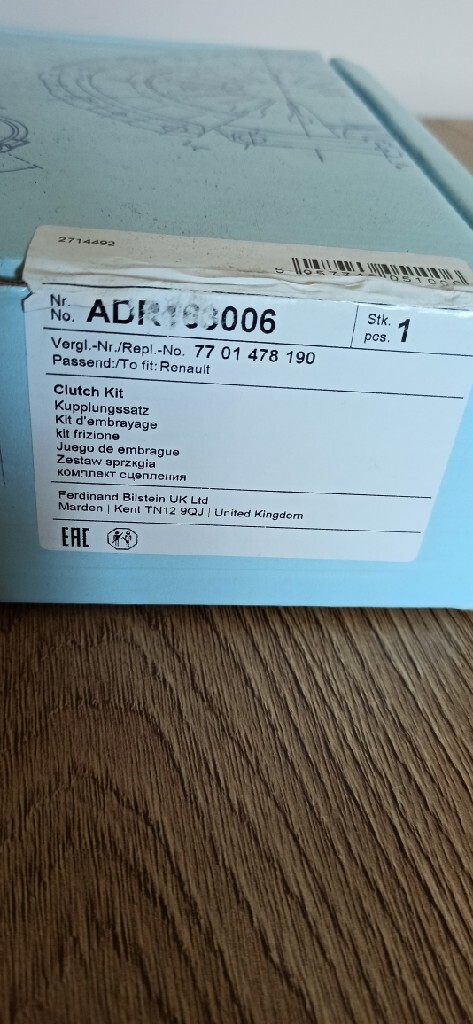 2714492
Nr.
No. ADR163006
Stk.
pcs. 1
Vergl.-Nr./Repl.-No. 77 01 478 190
Passend:/To fit: Renault
Clutch Kit
Kupplungssatz
Kit d'embrayage
kit frizione
Juego de embrague
Zestaw sprzęgła
комплект сцепления
Ferdinand Bilstein UK Ltd
Marden | Kent TN12 9QJ | United Kingdom
EAC